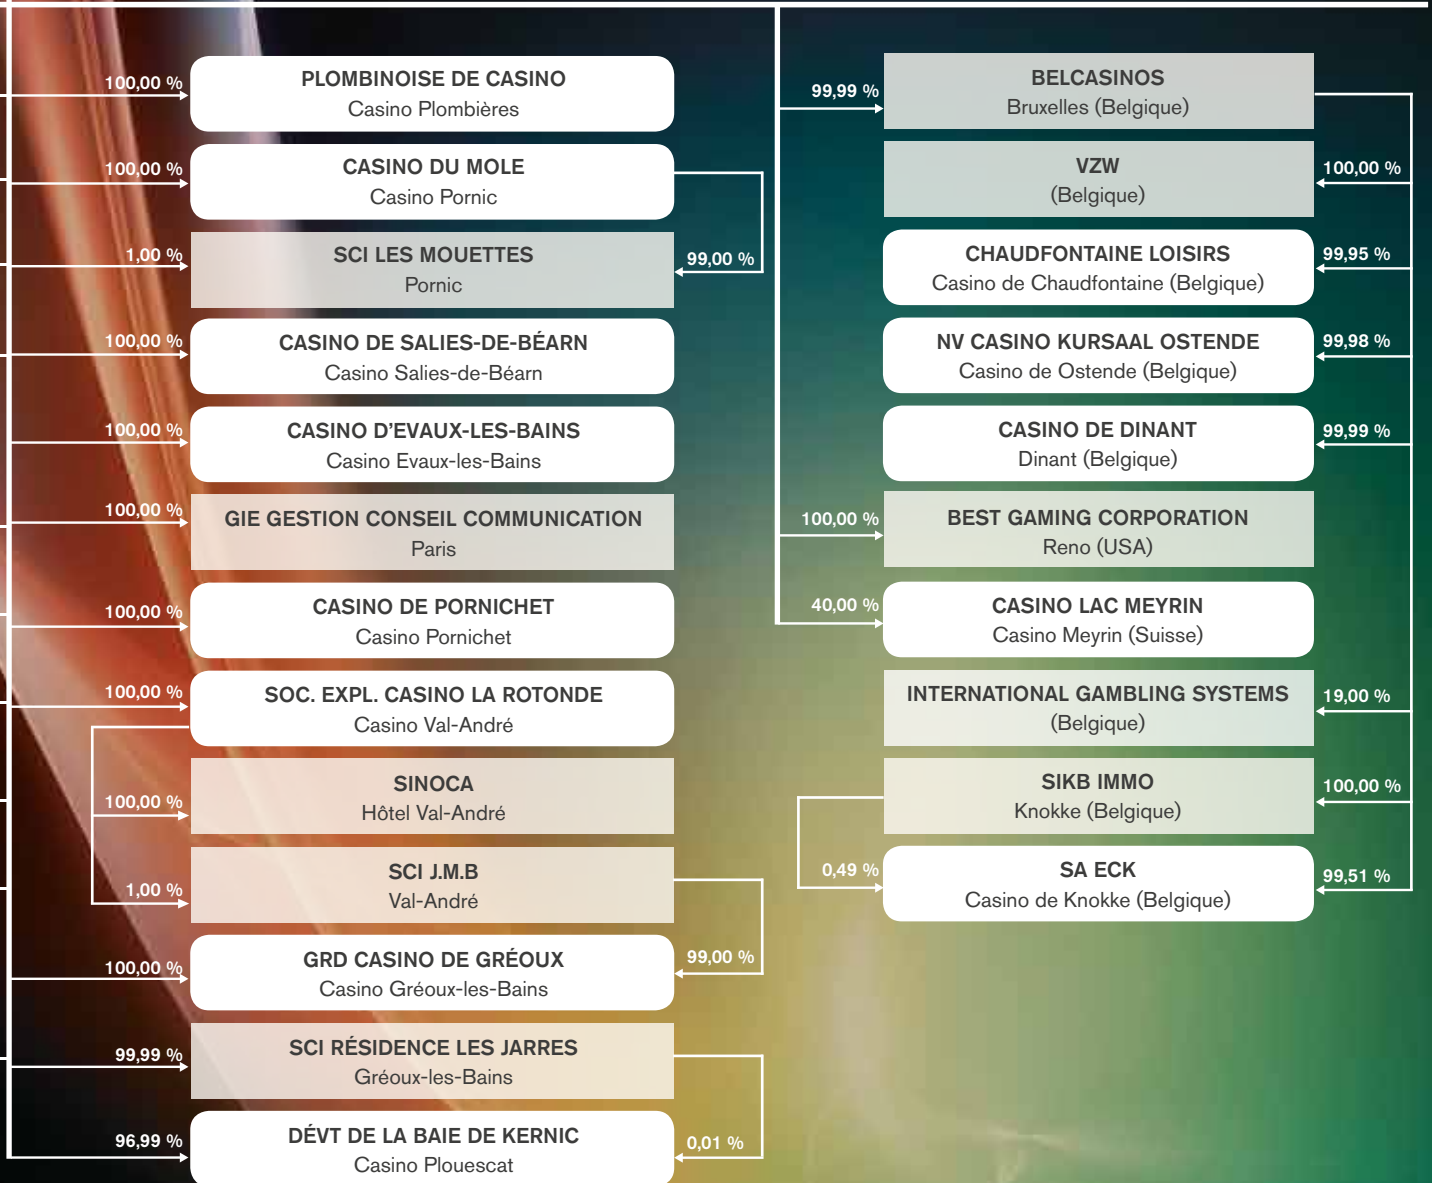 100,00 %
PLOMBINOISE DE CASINO
Casino Plombières
100,00 %
CASINO DU MOLE
Casino Pornic
1,00 %
SCI LES MOUETTES
Pornic
99,00 %
100,00 %
CASINO DE SALIES-DE-BÉARN
Casino Salies-de-Béarn
100,00 %
CASINO D'EVAUX-LES-BAINS
Casino Evaux-les-Bains
100,00 %
GIE GESTION CONSEIL COMMUNICATION
Paris
100,00 %
CASINO DE PORNICHET
Casino Pornichet
100,00 %
SOC. EXPL. CASINO LA ROTONDE
Casino Val-André
100,00 %
SINOCA
Hôtel Val-André
1,00 %
SCI J.M.B
Val-André
100,00 %
GRD CASINO DE GRÉOUX
Casino Gréoux-les-Bains
99,00 %
99,99 %
SCI RÉSIDENCE LES JARRES
Gréoux-les-Bains
96,99 %
DÉVT DE LA BAIE DE KERNIC
Casino Plouescat
0,01 %
99,99 %
BELCASINOS
Bruxelles (Belgique)
VZW
(Belgique)
100,00 %
CHAUDFONTAINE LOISIRS
Casino de Chaudfontaine (Belgique)
99,95 %
NV CASINO KURSAAL OSTENDE
Casino de Ostende (Belgique)
99,98 %
CASINO DE DINANT
Dinant (Belgique)
99,99 %
100,00 %
BEST GAMING CORPORATION
Reno (USA)
40,00 %
CASINO LAC MEYRIN
Casino Meyrin (Suisse)
INTERNATIONAL GAMBLING SYSTEMS
(Belgique)
19,00 %
SIKB IMMO
Knokke (Belgique)
100,00 %
0,49 %
SA ECK
Casino de Knokke (Belgique)
99,51 %